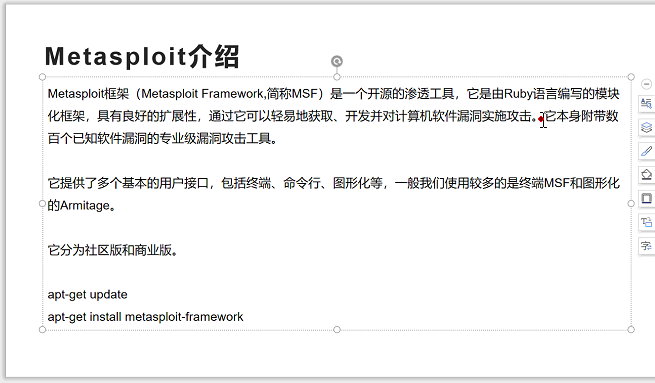 Metasploit介绍
Metasploit框架（Metasploit Framework,简称MSF）是一个开源的渗透工具，它是由Ruby语言编写的模块
化框架，具有良好的扩展性，通过它可以轻易地获取、开发并对计算机软件漏洞实施攻击。它本身附带数
百个已知软件漏洞的专业级漏洞攻击工具。
它提供了多个基本的用户接口，包括终端、命令行、图形化等，一般我们使用较多的是终端MSF和图形化
的Armitage。
它分为社区版和商业版。
apt-get update
apt-get install metasploit-framework